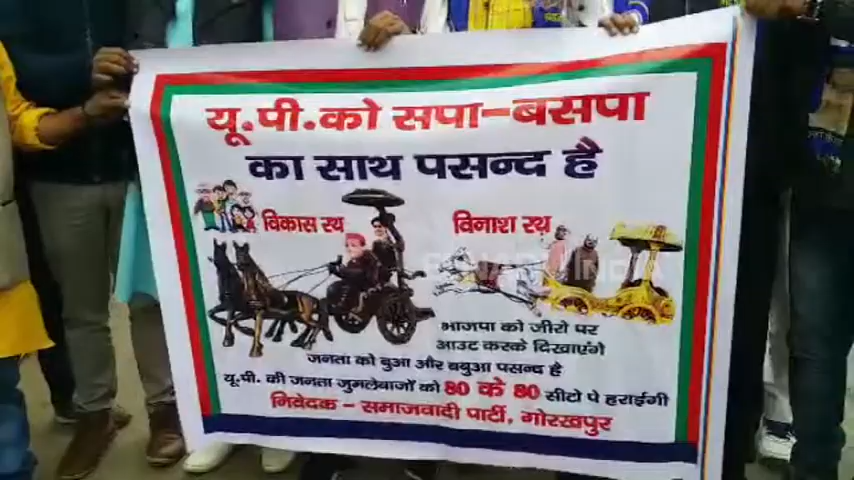 यू.पी.को सपा-बसपा
का साथ पसन्द है
विकास रथ
विनाश रथ
भाजपा को जीरो पर
आउट करके दिखाएंगे
जनता को बुआ और बबुआ पसन्द है
यू.पी. की जनता जुमलेबाजों को 80 के 80 सीटो पे हराईगी
निवेदक - समाजवादी पार्टी, गोरखपुर